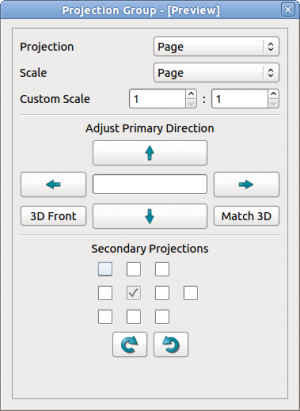 Projection Group - [Preview]
Projection Page
Scale Page
Custom Scale 1 : 1
Adjust Primary Direction
3D Front Match 3D
Secondary Projections